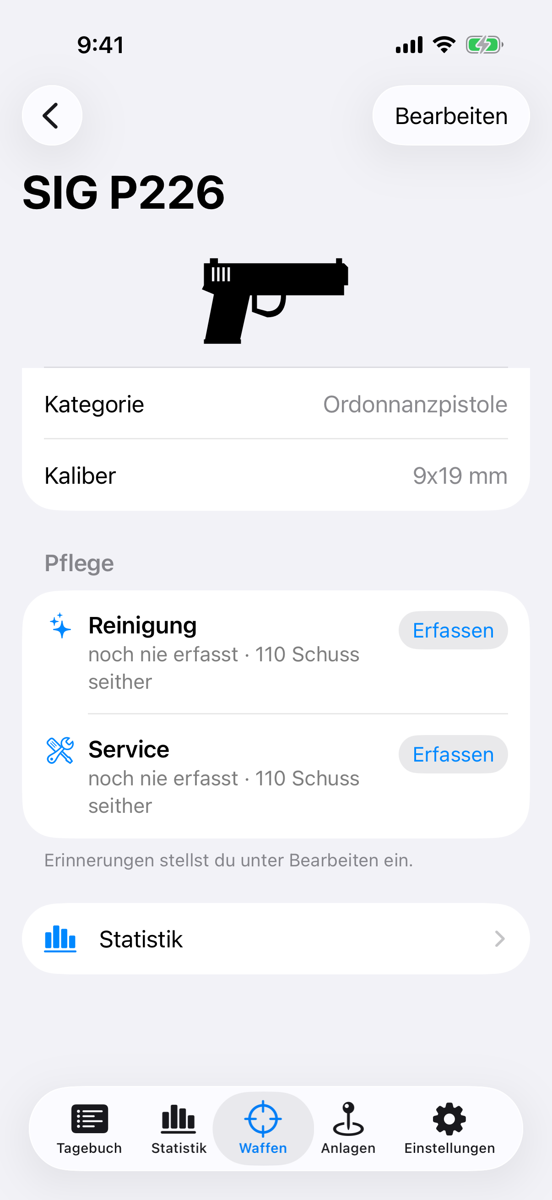 9:41
Bearbeiten
SIG P226
Kategorie
Ordonnanzpistole
Kaliber
9x19 mm
Pflege
Reinigung
Erfassen
noch nie erfasst · 110 Schuss
seither
Service
Erfassen
noch nie erfasst · 110 Schuss
seither
Erinnerungen stellst du unter Bearbeiten ein.
Statistik
Tagebuch
Statistik
Waffen
Anlagen
Einstellungen